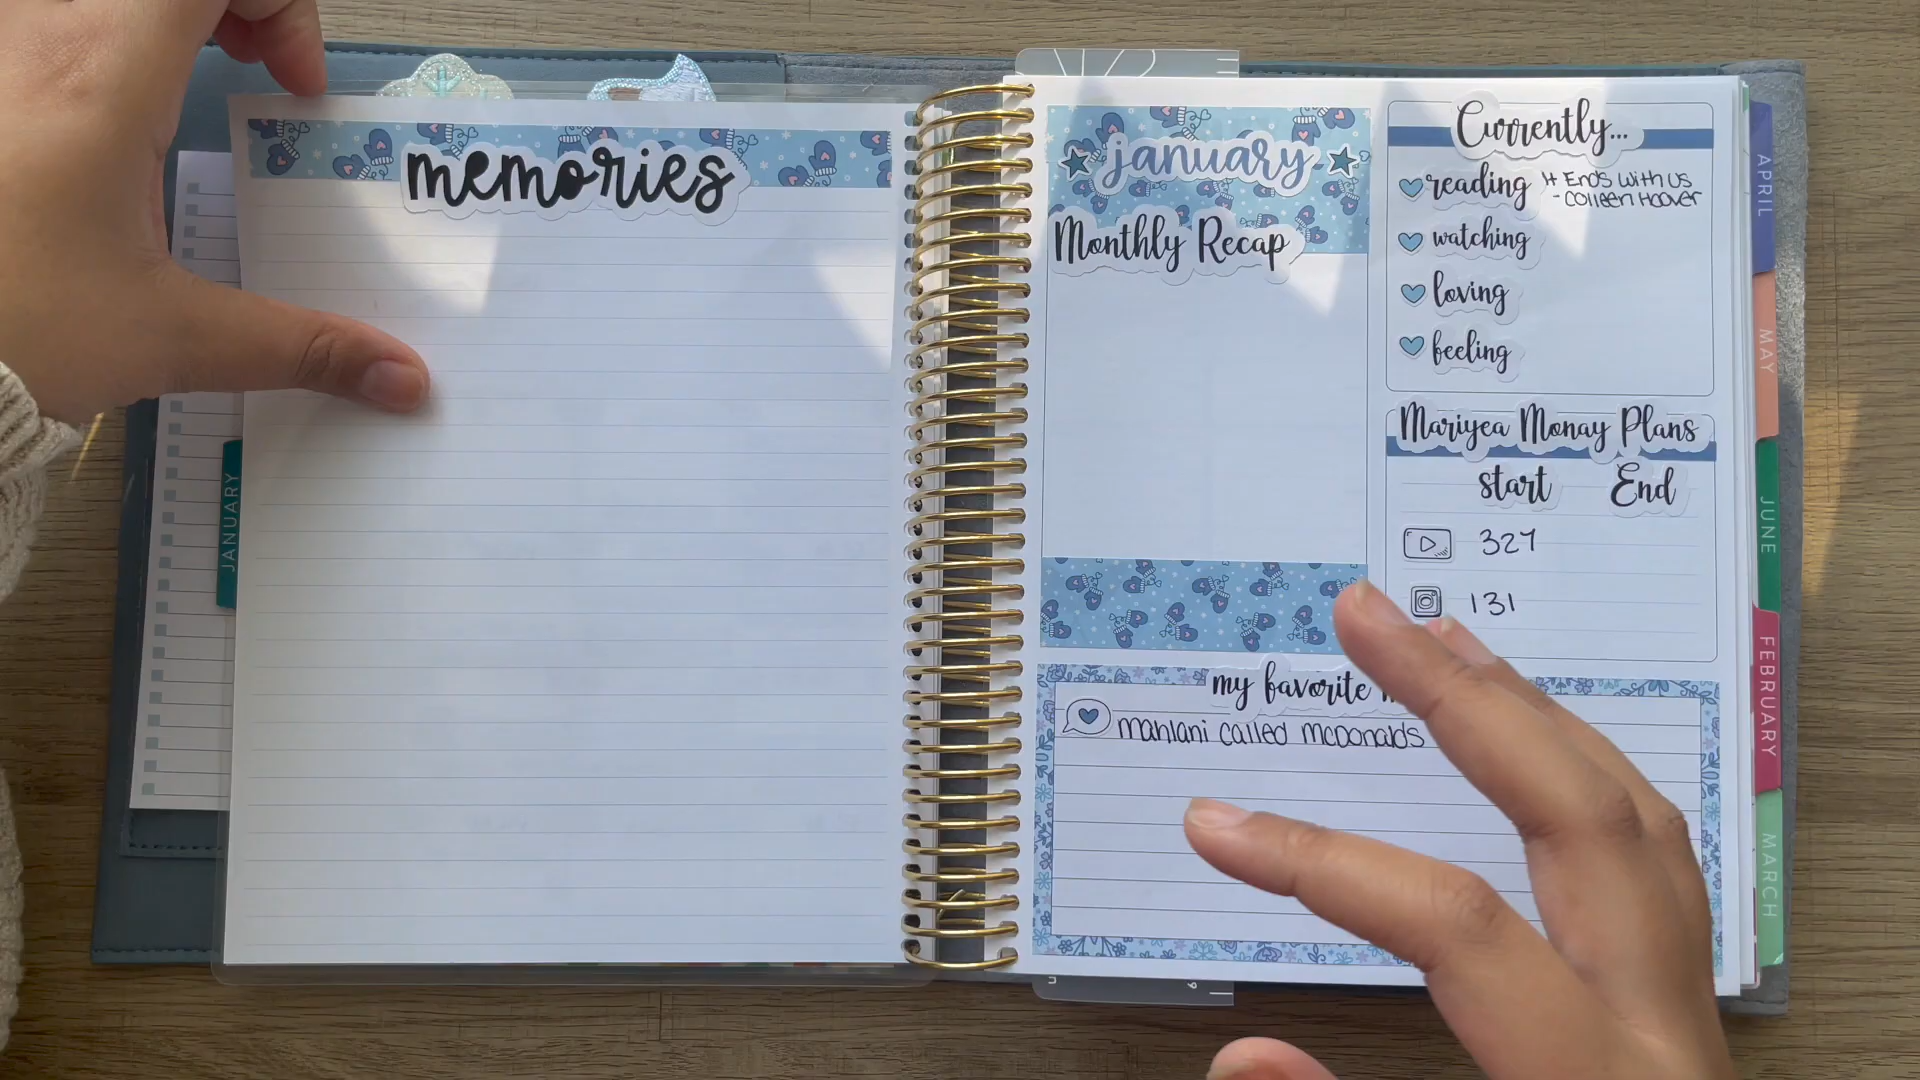 memories
JANUARY
january
Monthly Recap
Currently...
reading It Ends with us
- Colleen Hoover
watching
loving
feeling
Mariyea Monay Plans
start End
327
131
my favorite
mahlani called mcDonalds
APRIL
MAY
JUNE
FEBRUARY
MARCH